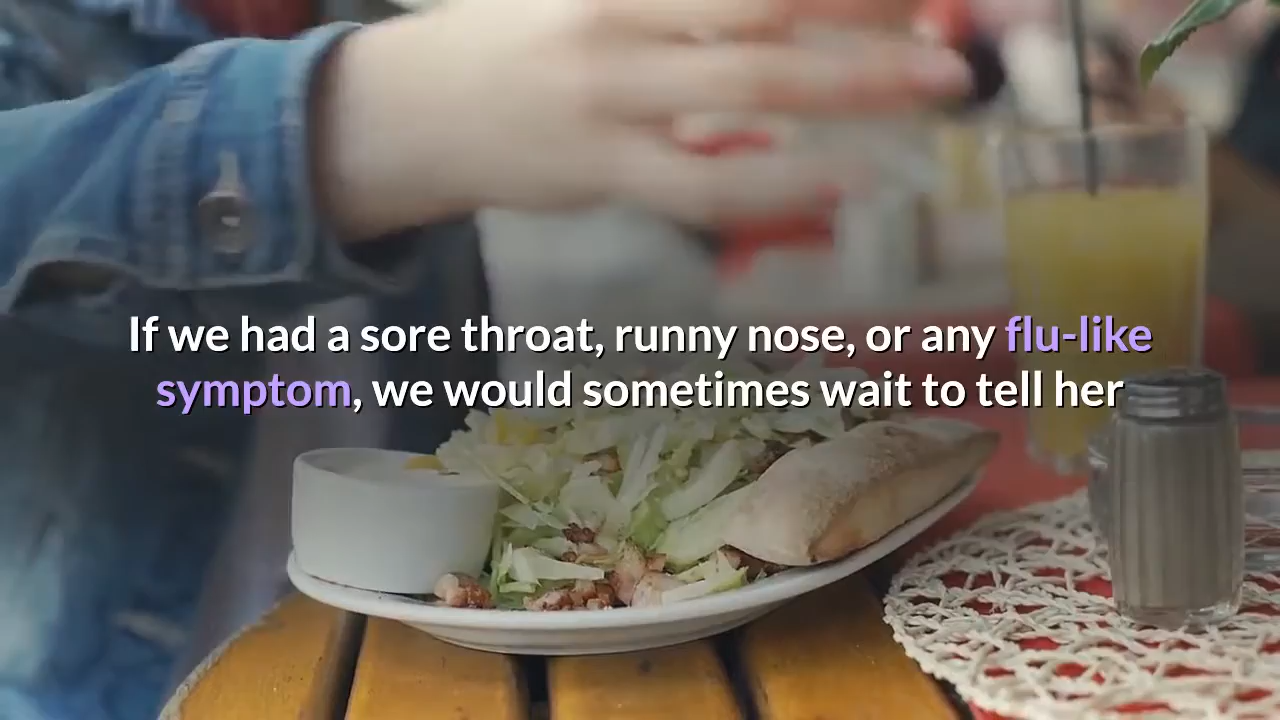 If we had a sore throat, runny nose, or any flu-like
symptom, we would sometimes wait to tell her